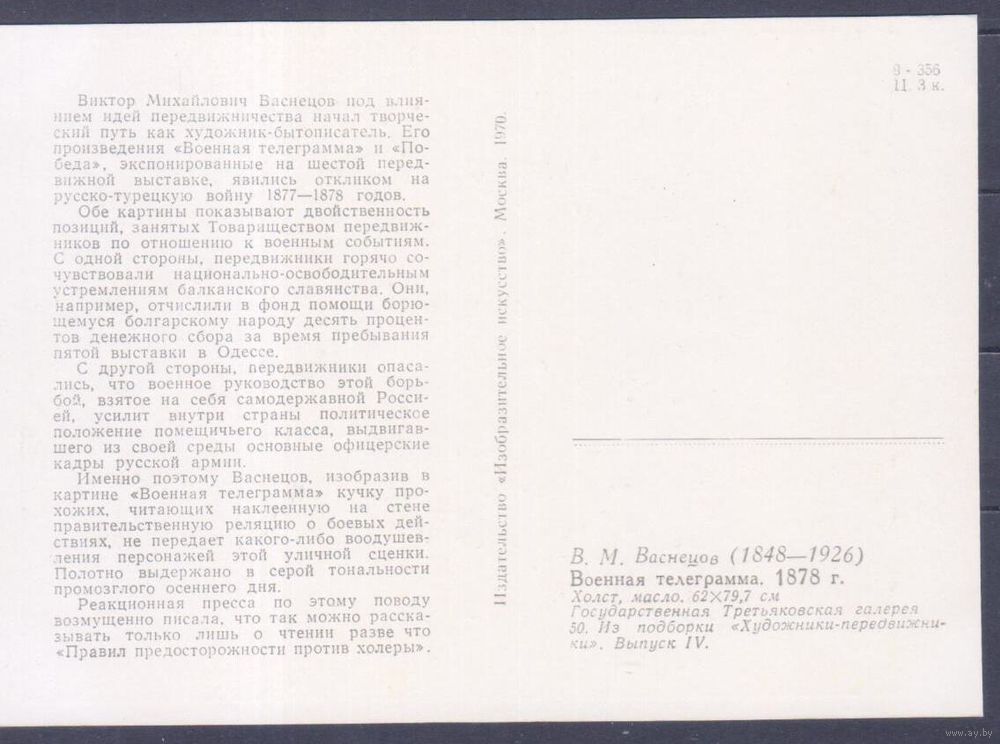 Виктор Михайлович Васнецов под влия-
нием идей передвижничества начал творче-
ский путь как художник-бытописатель. Его
произведения «Военная телеграмма» и «По-
беда», экспонированные на шестой перед-
вижной выставке, явились откликом на
русско-турецкую войну 1877—1878 годов.
Обе картины показывают двойственность
позиций, занятых Товариществом передвиж-
ников по отношению к военным событиям.
С одной стороны, передвижники горячо со-
чувствовали национально-освободительным
устремлениям балканского славянства. Они,
например, отчислили в фонд помощи борю-
щемуся болгарскому народу десять процен-
тов денежного сбора за время пребывания
пятой выставки в Одессе.
С другой стороны, передвижники опаса-
лись, что военное руководство этой борь-
бой, взятое на себя самодержавной Росси-
ей, усилит внутри страны политическое
положение помещичьего класса, выдвигав-
шего из своей среды основные офицерские
кадры русской армии.
Именно поэтому Васнецов, изобразив в
картине «Военная телеграмма» кучку про-
хожих, читающих наклеенную на стене
правительственную реляцию о боевых дей-
ствиях, не передает какого-либо воодушев-
ления персонажей этой уличной сценки.
Полотно выдержано в серой тональности
промозглого осеннего дня.
Реакционная пресса по этому поводу
возмущенно писала, что так можно расска-
зывать только лишь о чтении разве что
«Правил предосторожности против холеры».
Издательство «Изобразительное искусство». Москва. 1970.
9 - 356
Ц. 3 к.
В. М. Васнецов (1848—1926)
Военная телеграмма. 1878 г.
Холст, масло. 62×79,7 см
Государственная Третьяковская галерея
50. Из подборки «Художники-передвижни-
ки». Выпуск IV.
www.ay.by